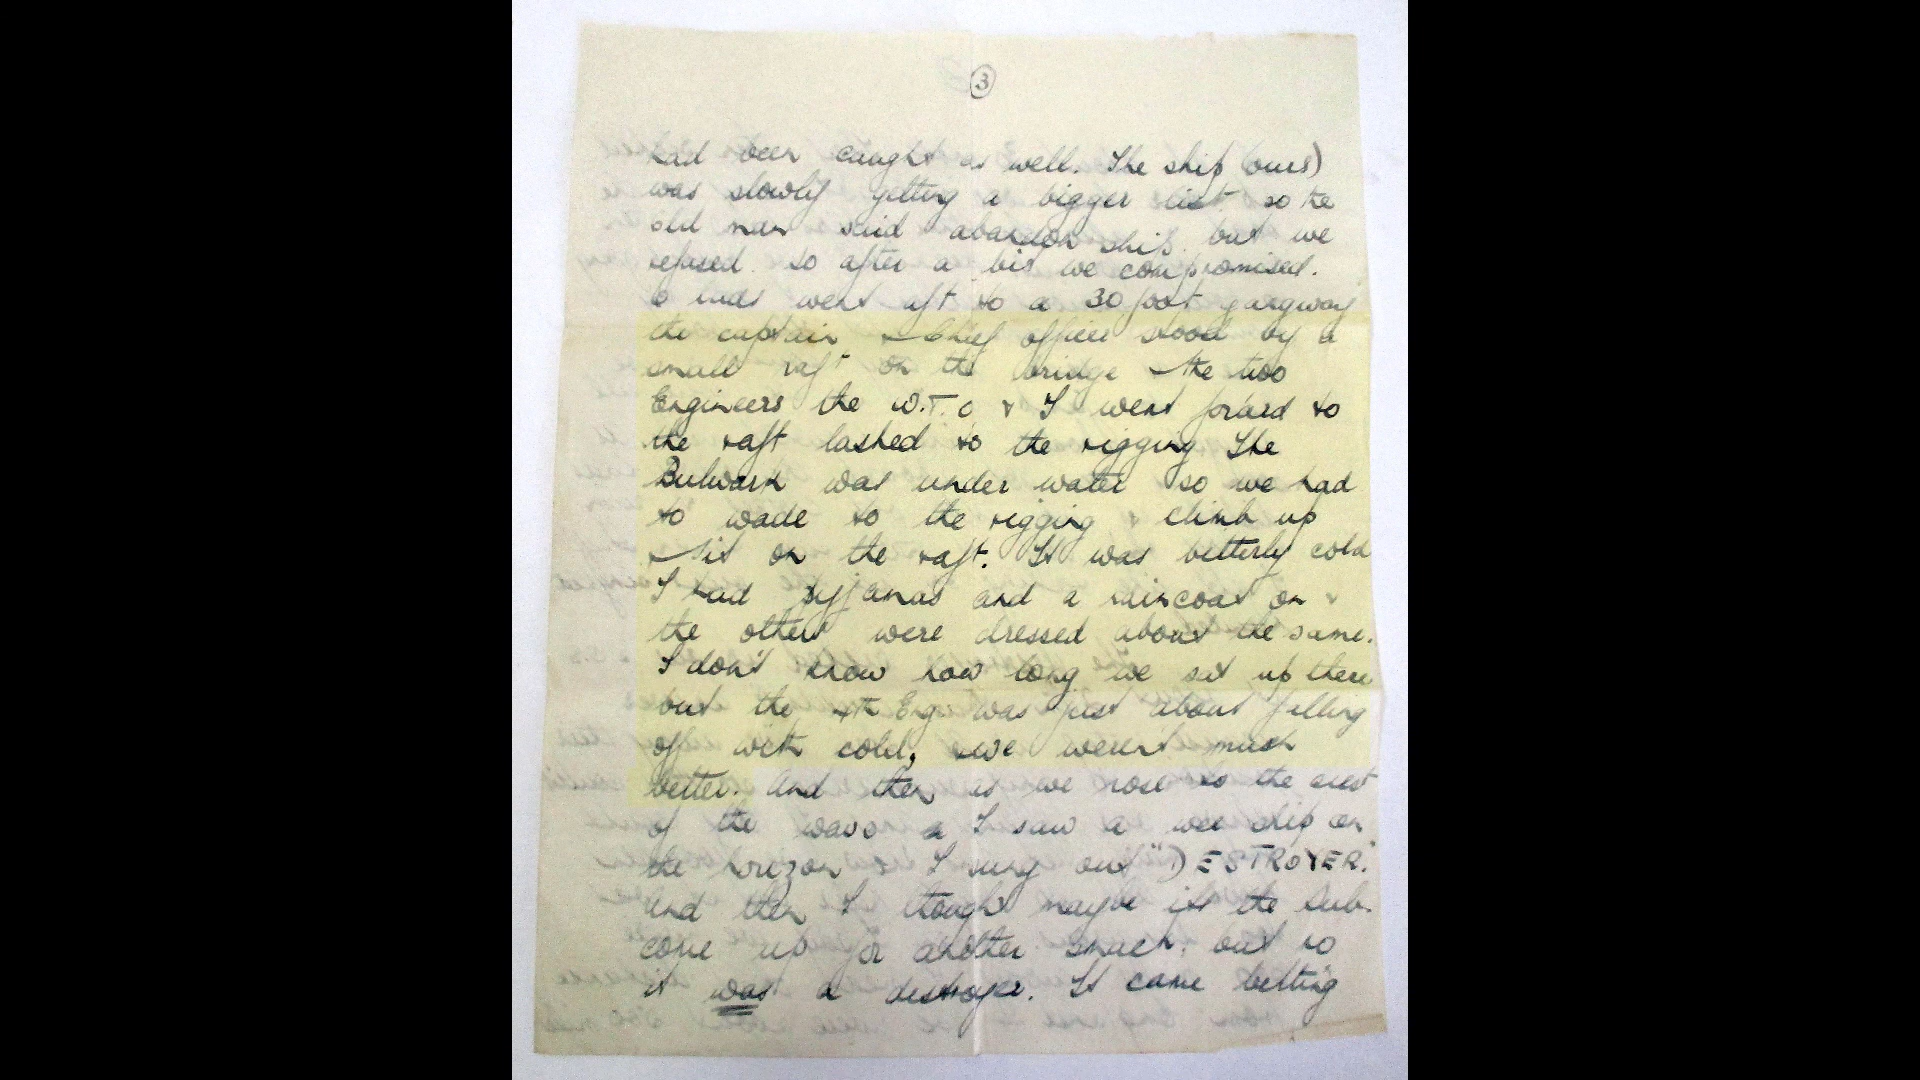 3
had been caught as well. The ship (ours)
was slowly getting a bigger list so the
old man said abandon ship. but we
refused. So after a bit we compromised.
6 lads went aft to a 30 foot gangway
the captain & Chief officer stood by a
small raft on the bridge & the two
Engineers the W.T.O & I went for'ard to
the raft lashed to the rigging The
Bulwark was under water so we had
to wade to the rigging & climb up
& sit on the raft. It was bitterly cold
I had pyjamas and a raincoat on &
the others were dressed about the same.
I don't know how long we sat up there
but the 4th Eng. was just about falling
off with cold, & we weren't much
better. And then as we rose to the crest
of the wave I saw a wee ship on
the horizon & I sung out "DESTROYER."
And then I thought maybe its the Sub.
come up for another smack. but no
it was a destroyer. It came belting